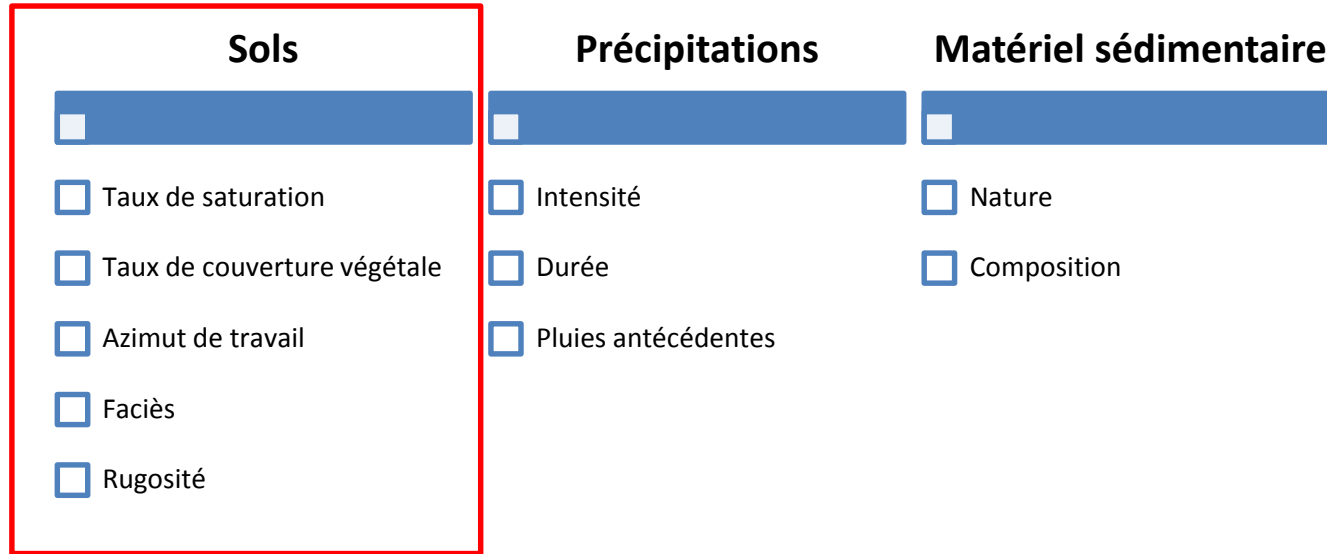 Sols
Taux de saturation
Taux de couverture végétale
Azimut de travail
Faciès
Rugosité
Précipitations
Intensité
Durée
Pluies antécédentes
Matériel sédimentaire
Nature
Composition